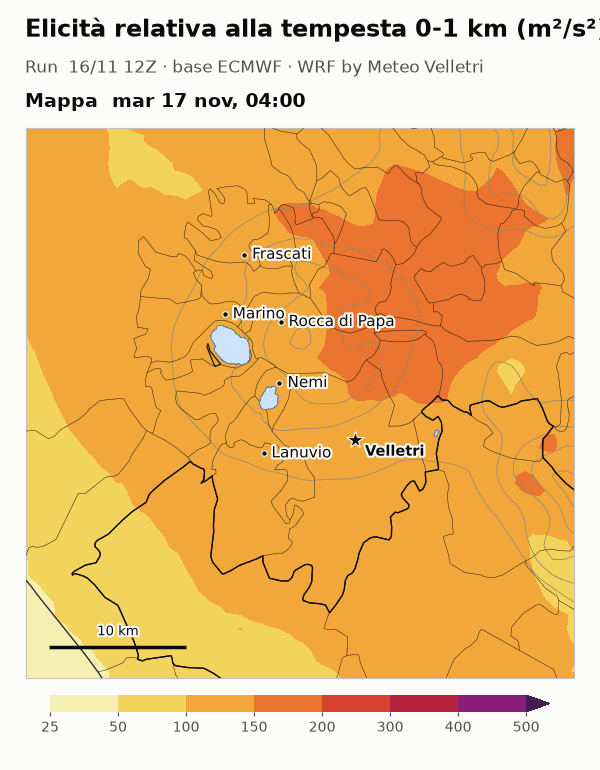 Elicità relativa alla tempesta 0-1 km (m²/s²)
Run  16/11 12Z · base ECMWF · WRF by Meteo Velletri
Mappa  mar 17 nov, 04:00
Frascati
Marino
Rocca di Papa
Nemi
Velletri
Lanuvio
10 km
25 50 100 150 200 300 400 500